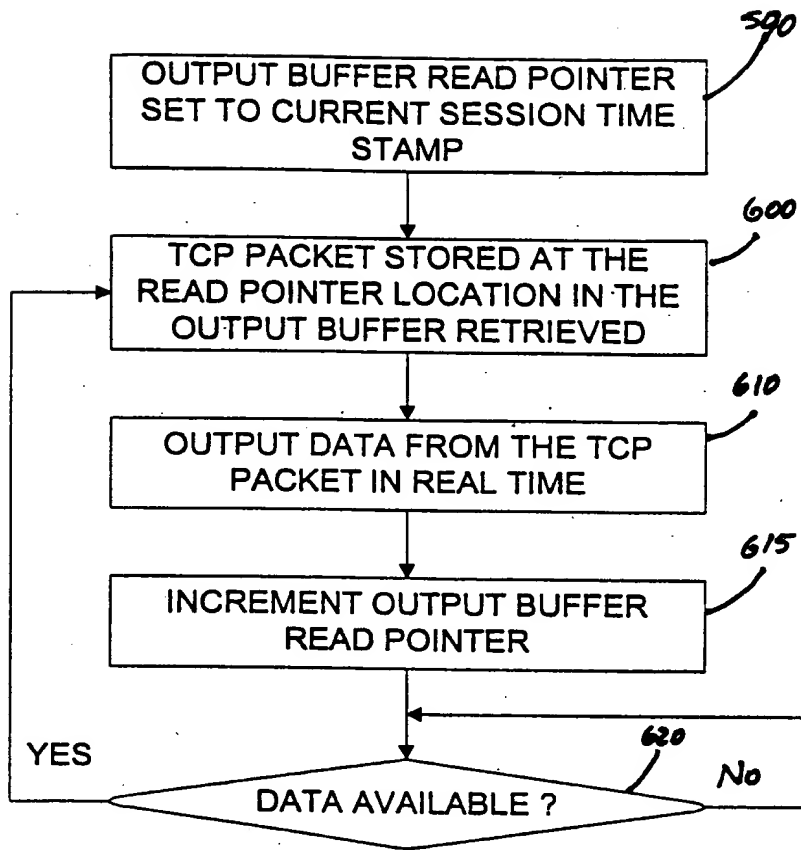 500
OUTPUT BUFFER READ POINTER
SET TO CURRENT SESSION TIME
STAMP
600
TCP PACKET STORED AT THE
READ POINTER LOCATION IN THE
OUTPUT BUFFER RETRIEVED
610
OUTPUT DATA FROM THE TCP
PACKET IN REAL TIME
615
INCREMENT OUTPUT BUFFER
READ POINTER
YES
620
No
DATA AVAILABLE ?